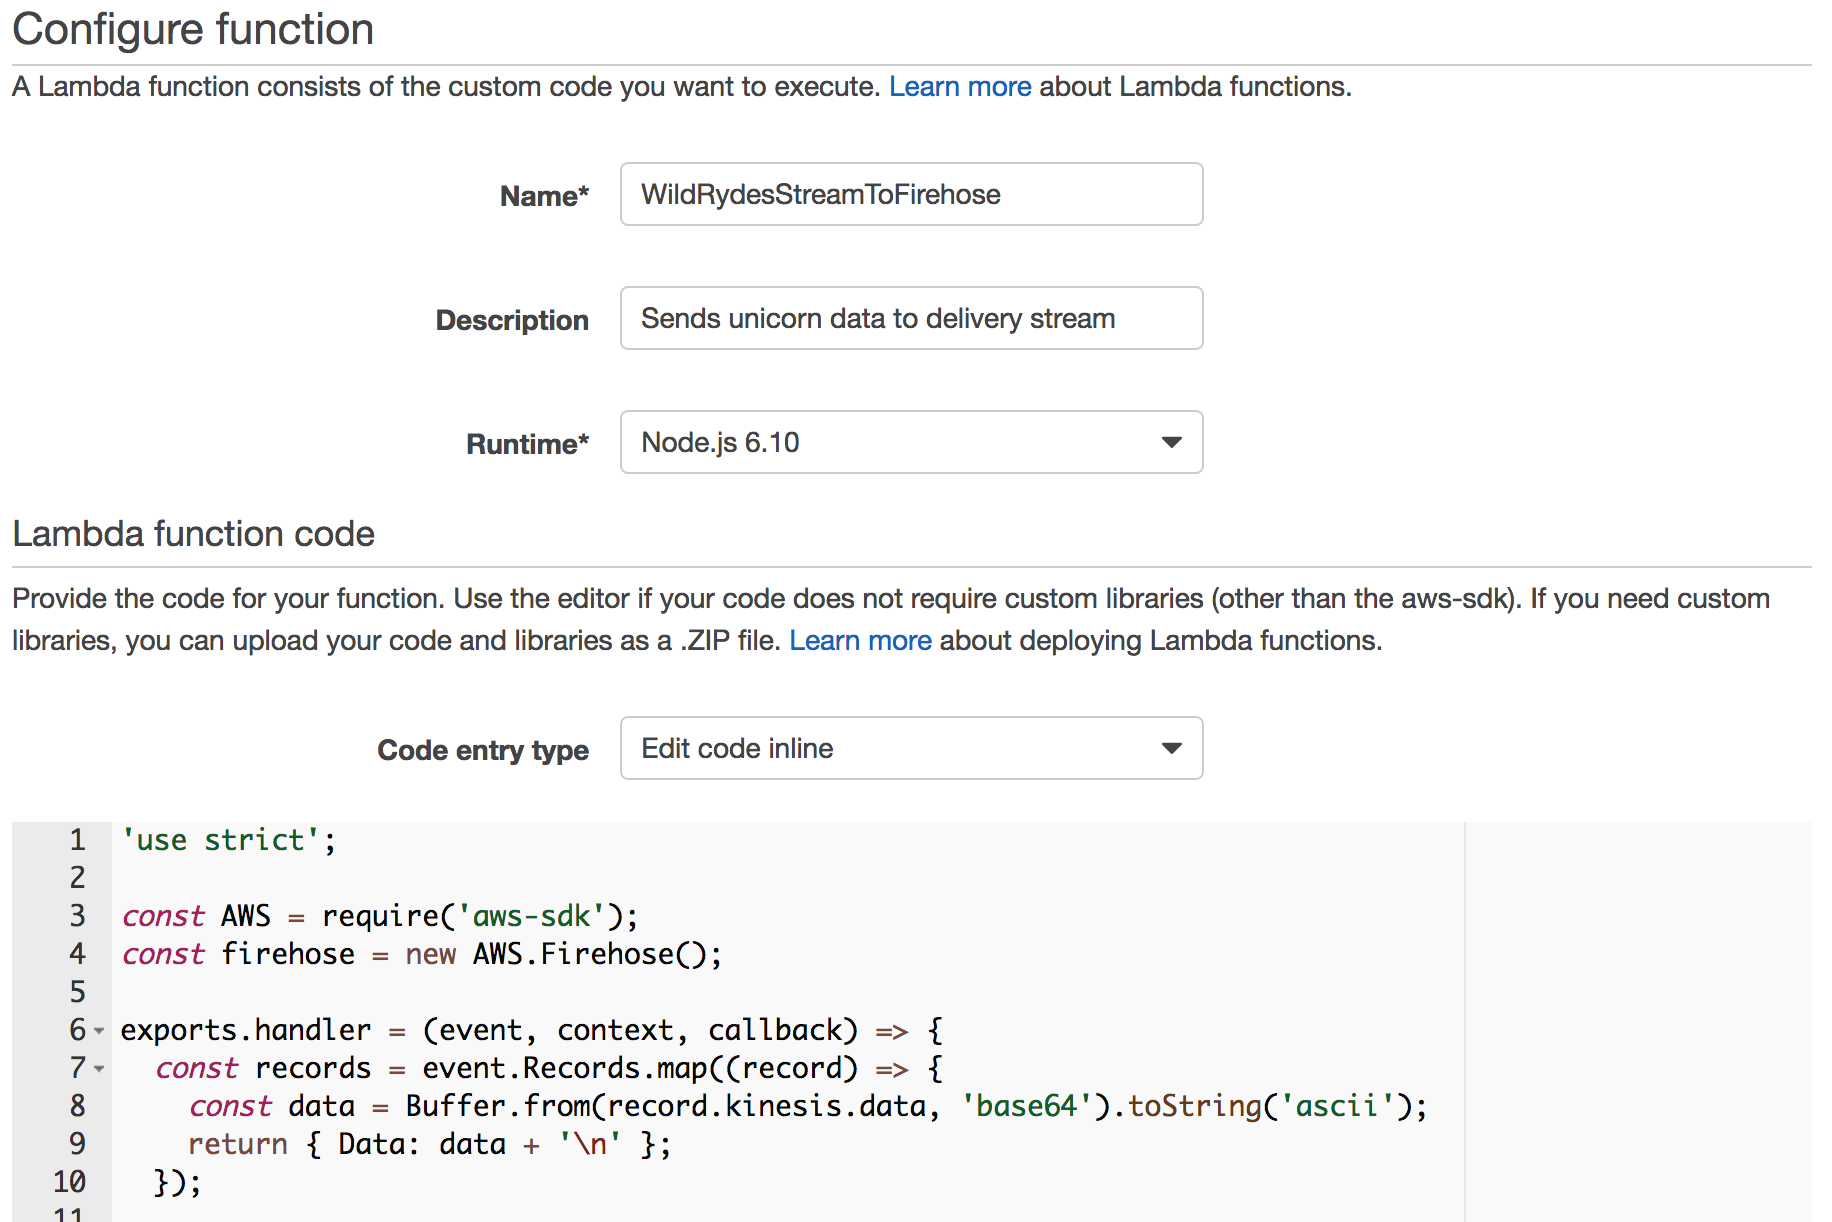 Configure function
A Lambda function consists of the custom code you want to execute. Learn more about Lambda functions.
Name* WildRydesStreamToFirehose
Description Sends unicorn data to delivery stream
Runtime* Node.js 6.10
Lambda function code
Provide the code for your function. Use the editor if your code does not require custom libraries (other than the aws-sdk). If you need custom
libraries, you can upload your code and libraries as a .ZIP file. Learn more about deploying Lambda functions.
Code entry type Edit code inline
1 'use strict';
2
3 const AWS = require('aws-sdk');
4 const firehose = new AWS.Firehose();
5
6 exports.handler = (event, context, callback) => {
7   const records = event.Records.map((record) => {
8     const data = Buffer.from(record.kinesis.data, 'base64').toString('ascii');
9     return { Data: data + '\n' };
10   });
11